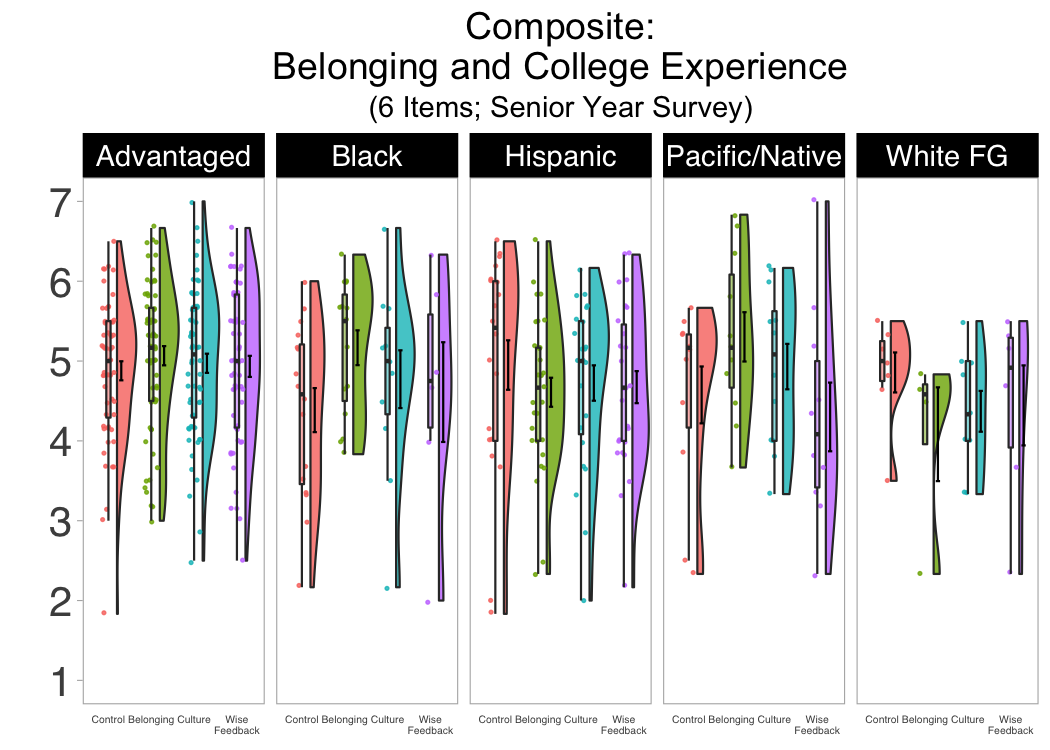 Composite:
Belonging and College Experience
(6 Items; Senior Year Survey)
Advantaged Black Hispanic Pacific/Native White FG
7
6
5
4
3
2
1
Control Belonging Culture Wise Feedback
Control Belonging Culture Wise Feedback
Control Belonging Culture Wise Feedback
Control Belonging Culture Wise Feedback
Control Belonging Culture Wise Feedback